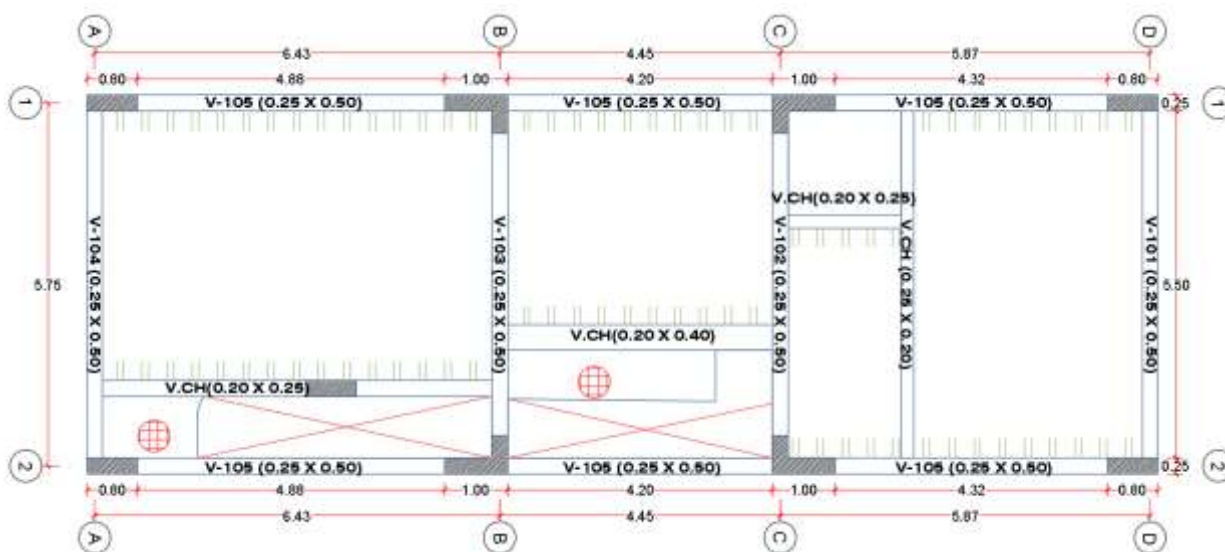 A B C D
6.43 4.45 5.87
0.80 4.88 1.00 4.20 1.00 4.32 0.80
1 V-105 (0.25 X 0.50) V-105 (0.25 X 0.50) V-105 (0.25 X 0.50) 0.25 1
V.CH(0.20 X 0.25)
5.75 V-104 (0.25 X 0.50) V-103 (0.25 X 0.50) V-102 (0.25 X 0.50) V.CH (0.25 X 0.20) V-101 (0.25 X 0.50) 5.50
V.CH(0.20 X 0.40)
V.CH(0.20 X 0.25)
2 V-105 (0.25 X 0.50) V-105 (0.25 X 0.50) V-105 (0.25 X 0.50) 0.25 2
0.80 4.88 1.00 4.20 1.00 4.32 0.80
6.43 4.45 5.87
A B C D